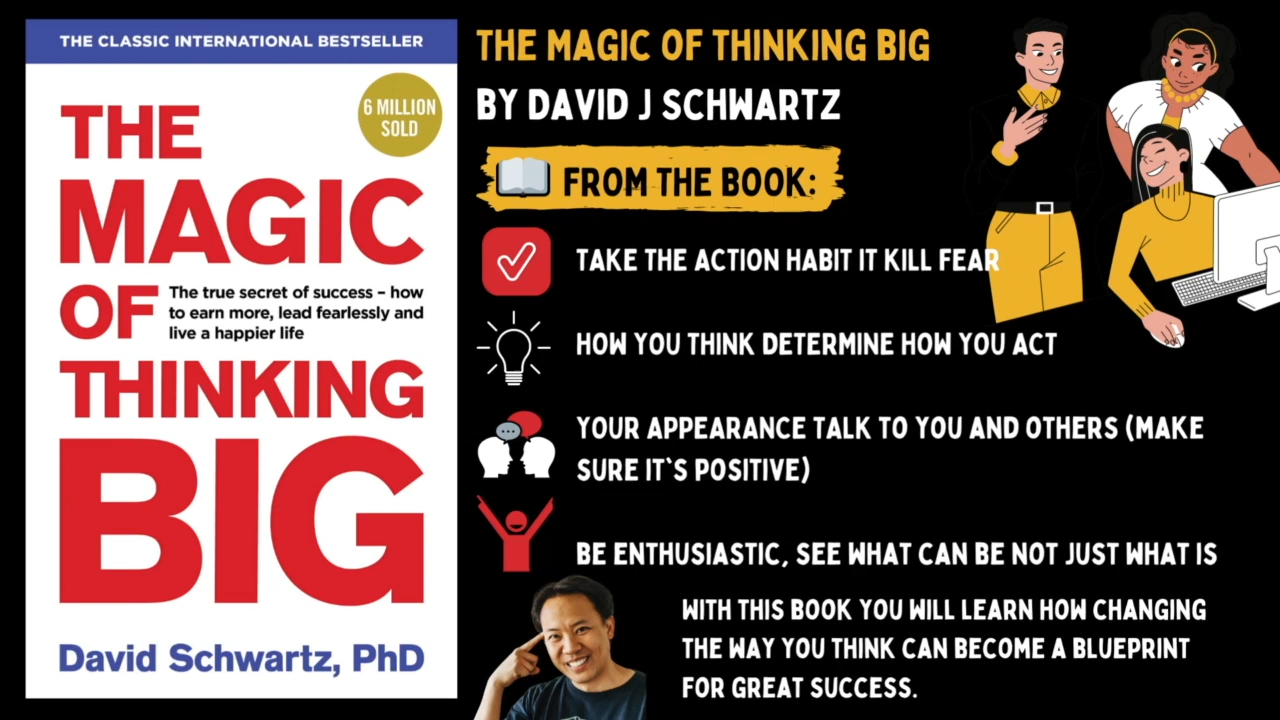 THE CLASSIC INTERNATIONAL BESTSELLER
6 MILLION
SOLD
THE
MAGIC
OF
The true secret of success – how
to earn more, lead fearlessly and
live a happier life
THINKING
BIG
David Schwartz, PhD
THE MAGIC OF THINKING BIG
BY DAVID J SCHWARTZ
FROM THE BOOK:
TAKE THE ACTION HABIT IT KILL FEAR
HOW YOU THINK DETERMINE HOW YOU ACT
YOUR APPEARANCE TALK TO YOU AND OTHERS (MAKE
SURE IT`S POSITIVE)
BE ENTHUSIASTIC, SEE WHAT CAN BE NOT JUST WHAT IS
WITH THIS BOOK YOU WILL LEARN HOW CHANGING
THE WAY YOU THINK CAN BECOME A BLUEPRINT
FOR GREAT SUCCESS.